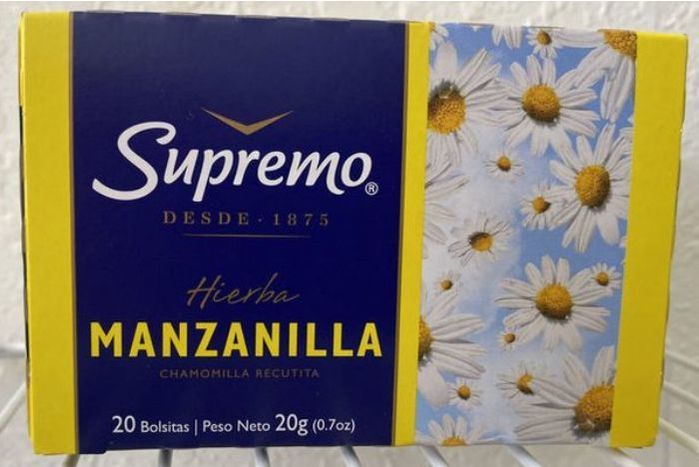 Supremo®
DESDE · 1875
Hierba
MANZANILLA
CHAMOMILLA RECUTITA
20 Bolsitas | Peso Neto 20g (0.7oz)